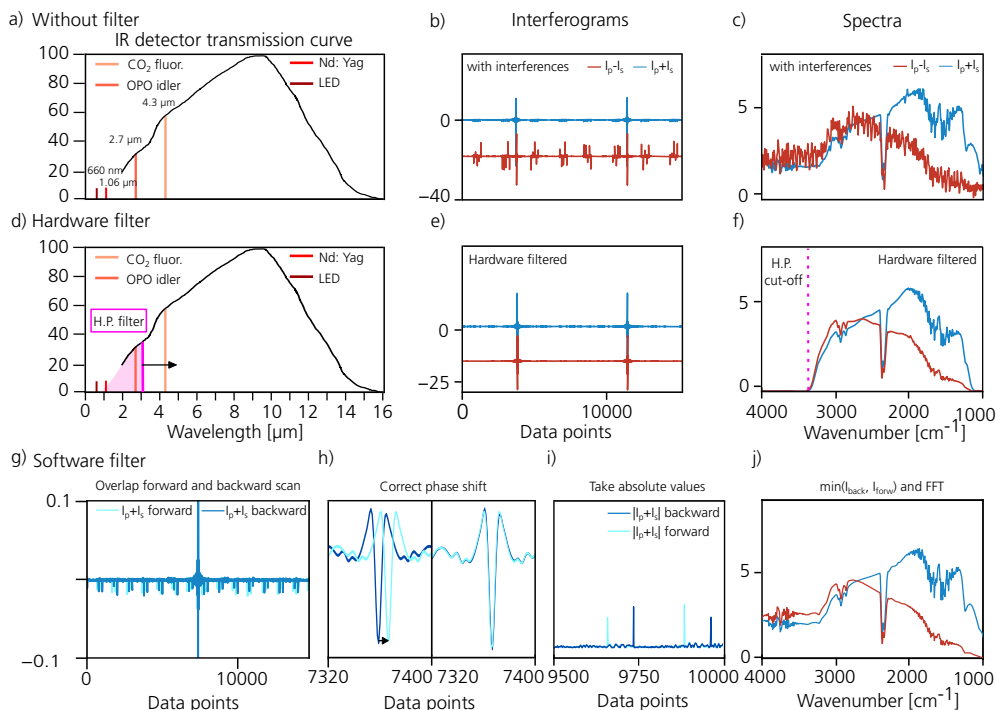 a) Without filter
IR detector transmission curve
100
80
60
40
20
0
CO2 fluor.
OPO idler
Nd: Yag
LED
4.3 µm
2.7 µm
660 nm
1.06 µm
b)
Interferograms
with interferences
Ip-Is
Ip+Is
0
−40
c)
Spectra
with interferences
Ip-Is
Ip+Is
5
0
d) Hardware filter
100
80
60
40
20
0
CO2 fluor.
OPO idler
Nd: Yag
LED
H.P. filter
0 2 4 6 8 10 12 14 16
Wavelength [µm]
e)
Hardware filtered
0
−25
0 10000
Data points
f)
H.P.
cut-off
Hardware filtered
5
0
4000 3000 2000 1000
Wavenumber [cm-1]
g) Software filter
Overlap forward and backward scan
0.1
Ip+Is forward
Ip+Is backward
-0.1
0 10000
Data points
h)
Correct phase shift
7320 7400 7320 7400
Data points
i)
Take absolute values
|Ip+Is| backward
|Ip+Is| forward
9500 9750 10000
Data points
j)
min(Iback, Iforw) and FFT
5
0
4000 3000 2000 1000
Wavenumber [cm-1]